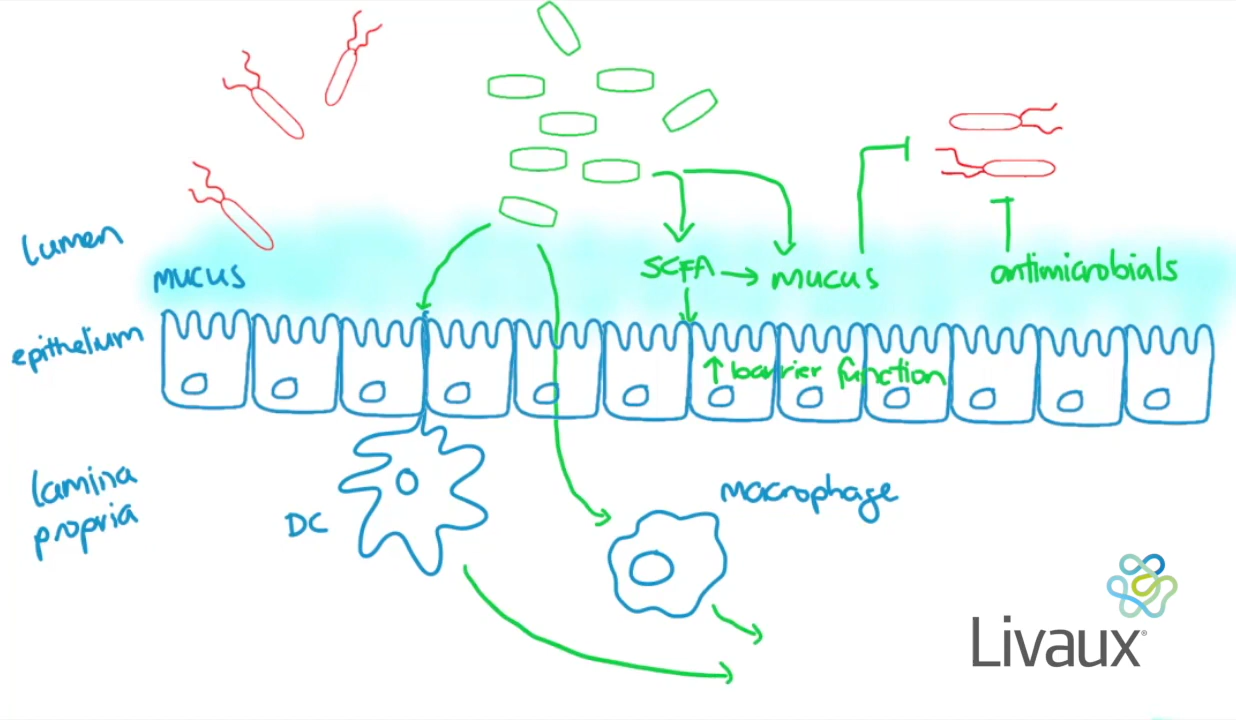 lumen
mucus
SCFA → mucus
antimicrobials
epithelium
↑ barrier function
lamina
propria
DC
macrophage
Livaux®